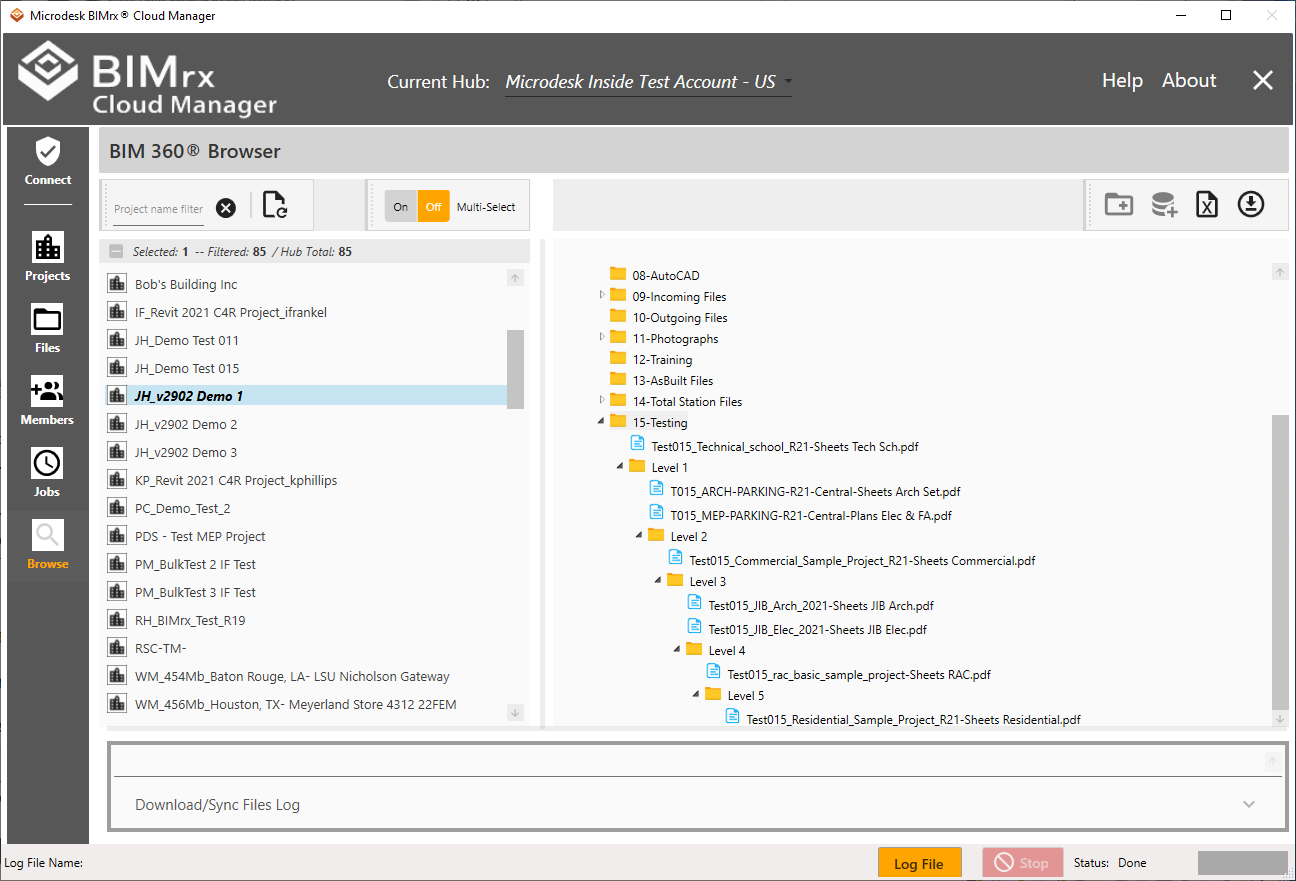 Microdesk BIMrx® Cloud Manager
BIMrx
Cloud Manager
Current Hub: Microdesk Inside Test Account - US
Help About
Connect
Projects
Files
Members
Jobs
Browse
BIM 360® Browser
Project name filter
On Off Multi-Select
Selected: 1 -- Filtered: 85 / Hub Total: 85
Bob's Building Inc
IF_Revit 2021 C4R Project_ifrankel
JH_Demo Test 011
JH_Demo Test 015
JH_v2902 Demo 1
JH_v2902 Demo 2
JH_v2902 Demo 3
KP_Revit 2021 C4R Project_kphillips
PC_Demo_Test_2
PDS - Test MEP Project
PM_BulkTest 2 IF Test
PM_BulkTest 3 IF Test
RH_BIMrx_Test_R19
RSC-TM-
WM_454Mb_Baton Rouge, LA- LSU Nicholson Gateway
WM_456Mb_Houston, TX- Meyerland Store 4312 22FEM
08-AutoCAD
09-Incoming Files
10-Outgoing Files
11-Photographs
12-Training
13-AsBuilt Files
14-Total Station Files
15-Testing
Test015_Technical_school_R21-Sheets Tech Sch.pdf
Level 1
T015_ARCH-PARKING-R21-Central-Sheets Arch Set.pdf
T015_MEP-PARKING-R21-Central-Plans Elec & FA.pdf
Level 2
Test015_Commercial_Sample_Project_R21-Sheets Commercial.pdf
Level 3
Test015_JIB_Arch_2021-Sheets JIB Arch.pdf
Test015_JIB_Elec_2021-Sheets JIB Elec.pdf
Level 4
Test015_rac_basic_sample_project-Sheets RAC.pdf
Level 5
Test015_Residential_Sample_Project_R21-Sheets Residential.pdf
Download/Sync Files Log
Log File Name:
Log File
Stop
Status: Done